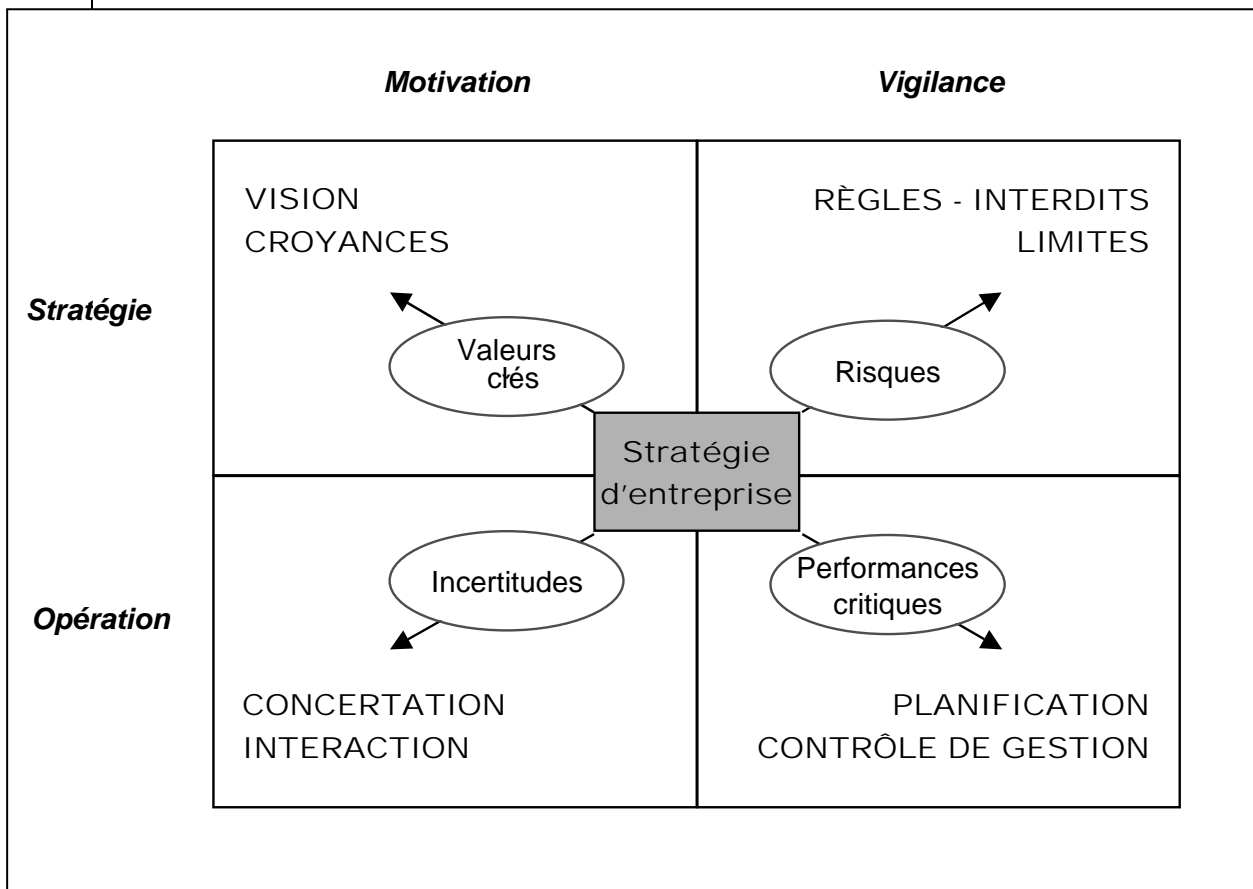 Motivation
Vigilance
VISION
CROYANCES
RÈGLES - INTERDITS
LIMITES
Stratégie
Valeurs
clés
Risques
Stratégie
d'entreprise
Opération
Incertitudes
Performances
critiques
CONCERTATION
INTERACTION
PLANIFICATION
CONTRÔLE DE GESTION